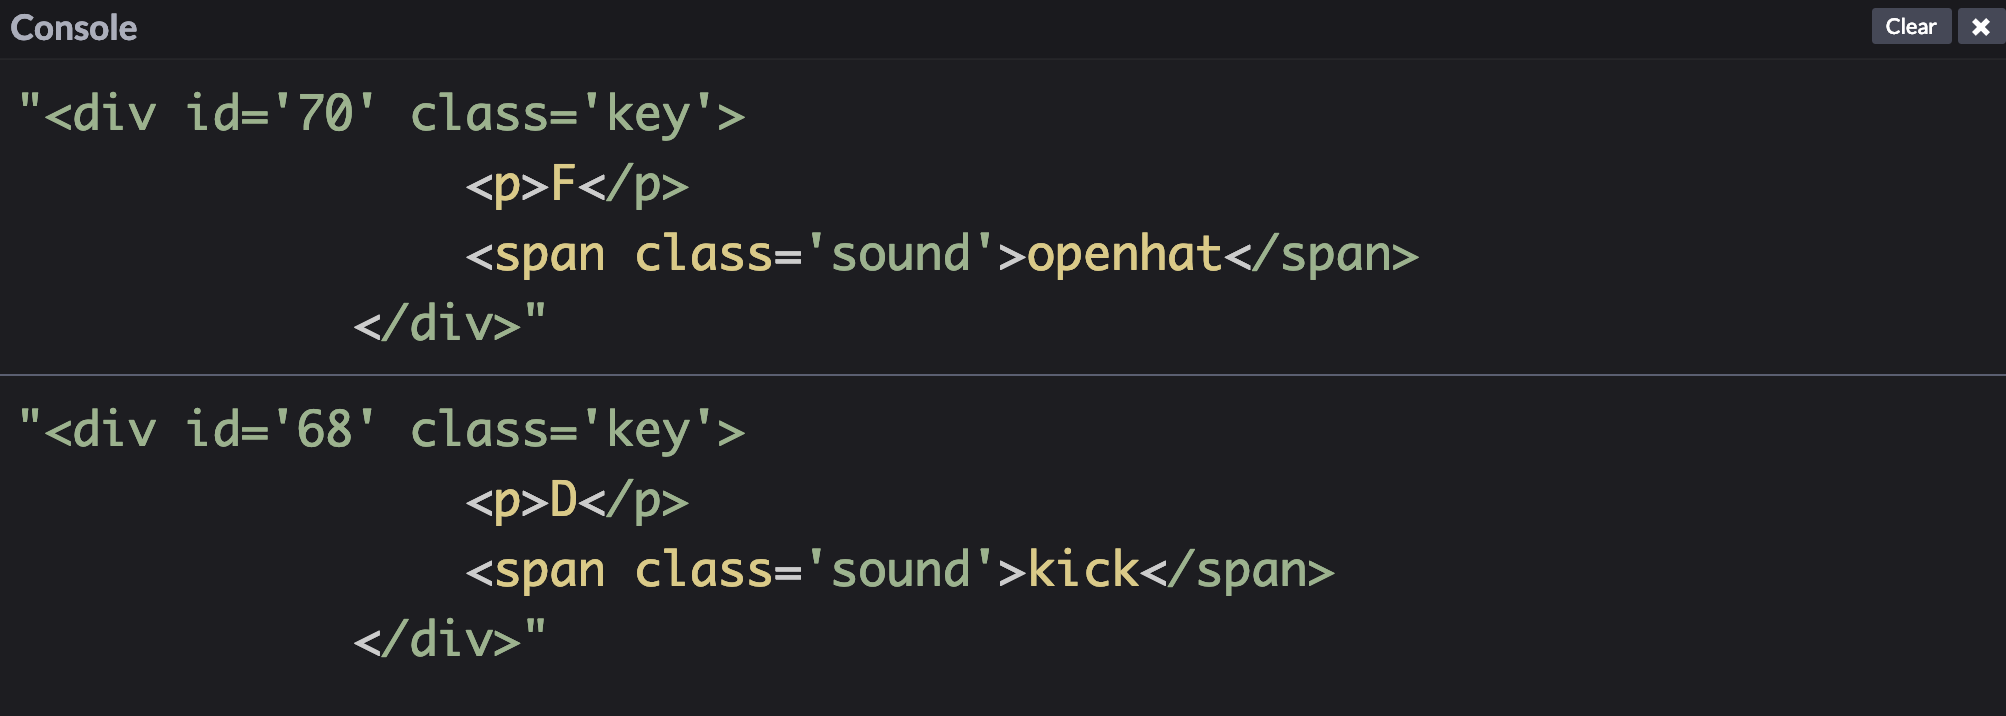 Console
Clear ✖
"<div id='70' class='key'>
<p>F</p>
<span class='sound'>openhat</span>
</div>"
"<div id='68' class='key'>
<p>D</p>
<span class='sound'>kick</span>
</div>"